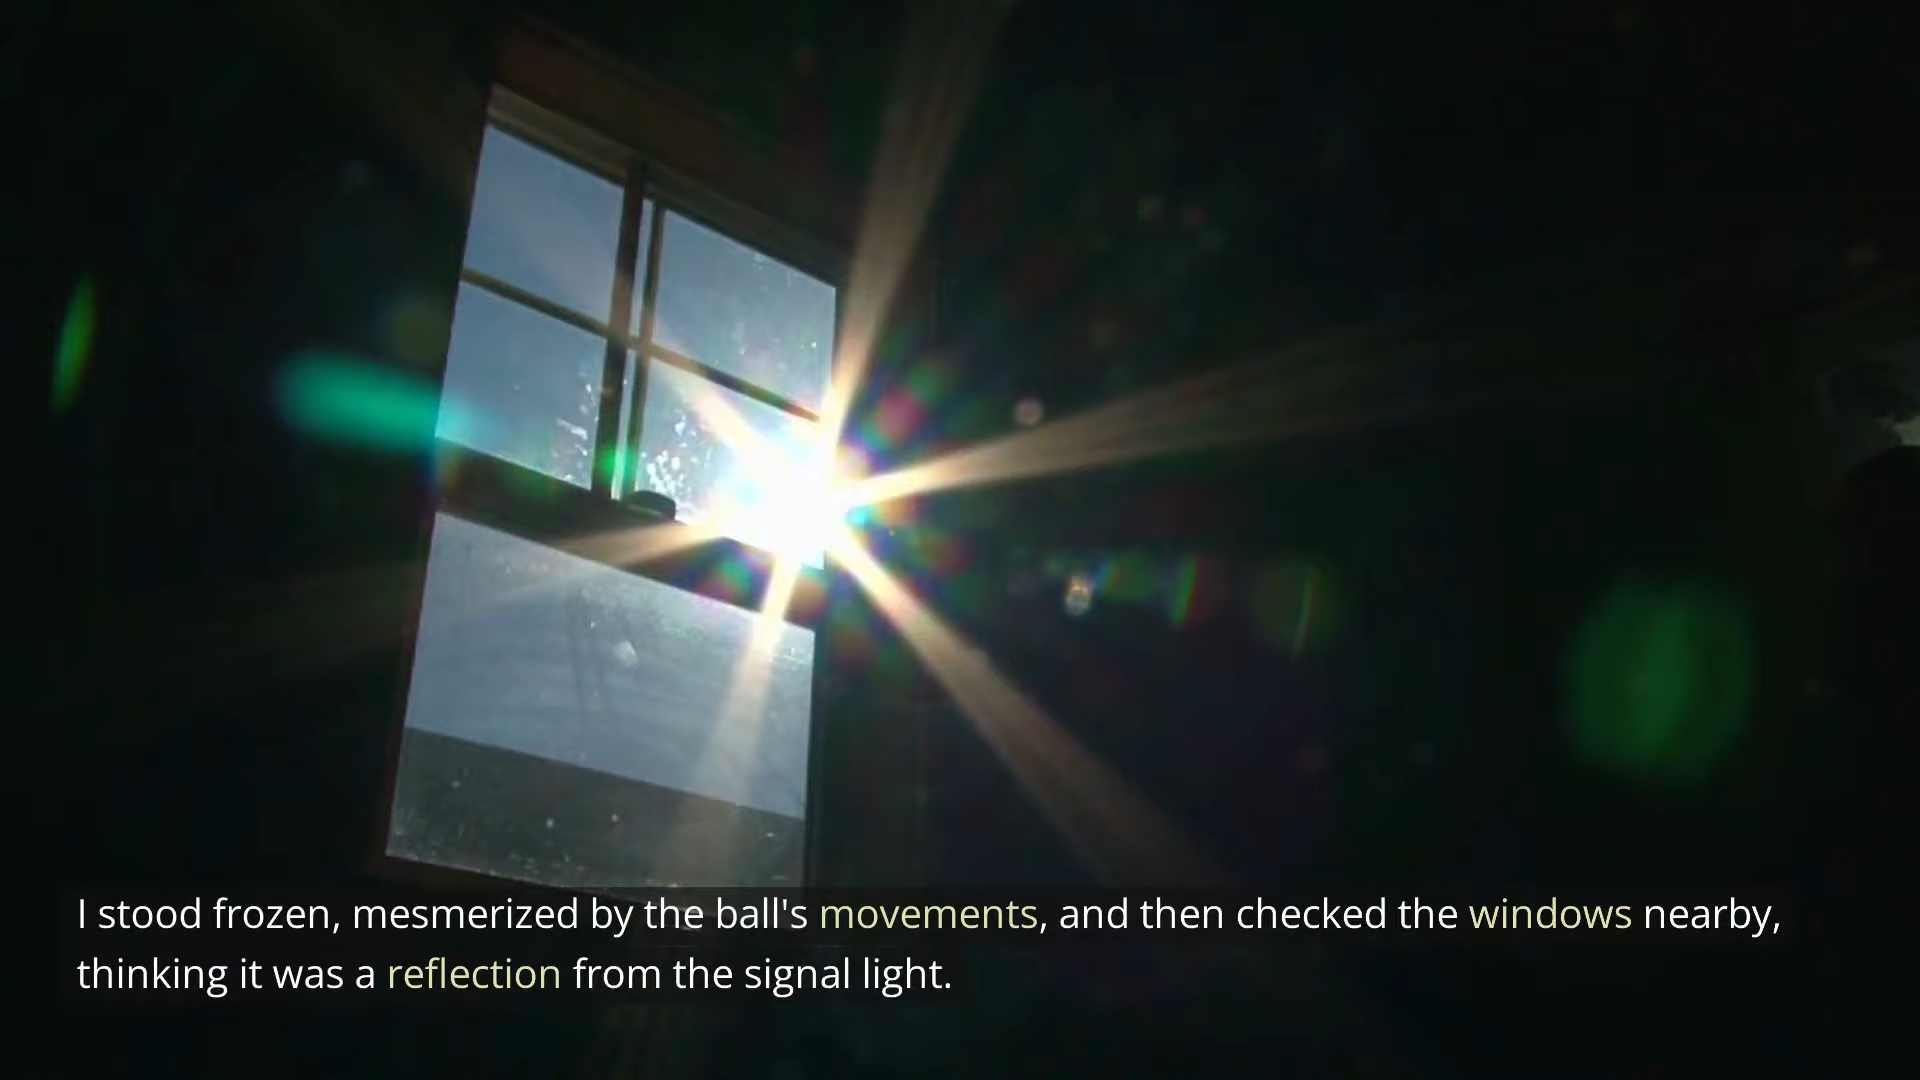 I stood frozen, mesmerized by the ball's movements, and then checked the windows nearby,
thinking it was a reflection from the signal light.